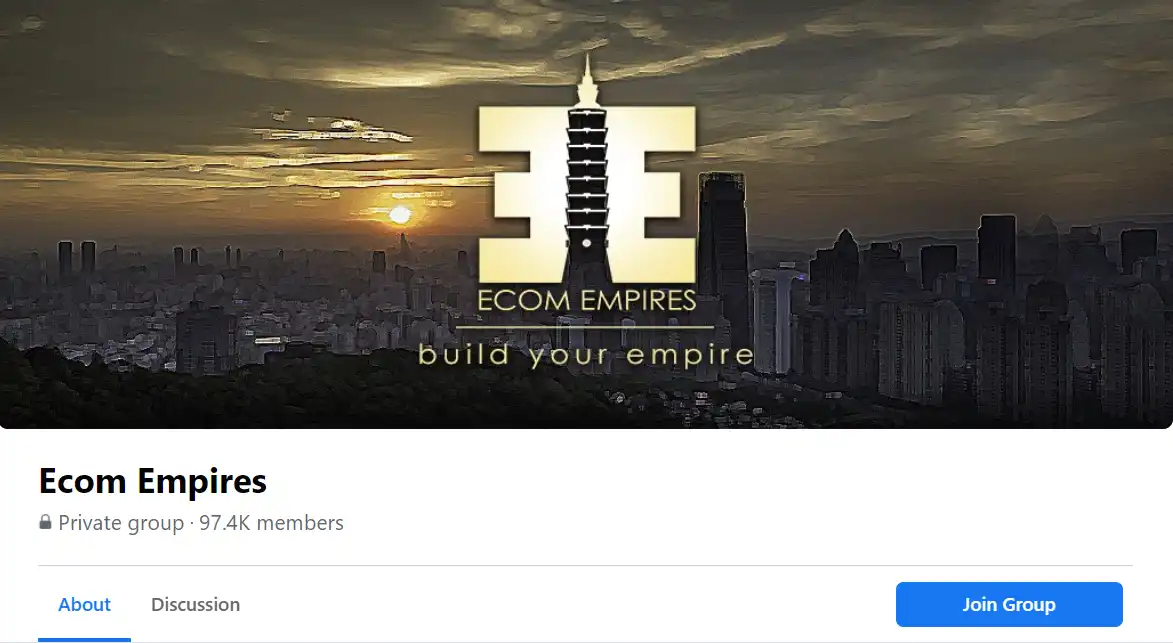 ECOM EMPIRES
build your empire
Ecom Empires
Private group · 97.4K members
About
Discussion
Join Group